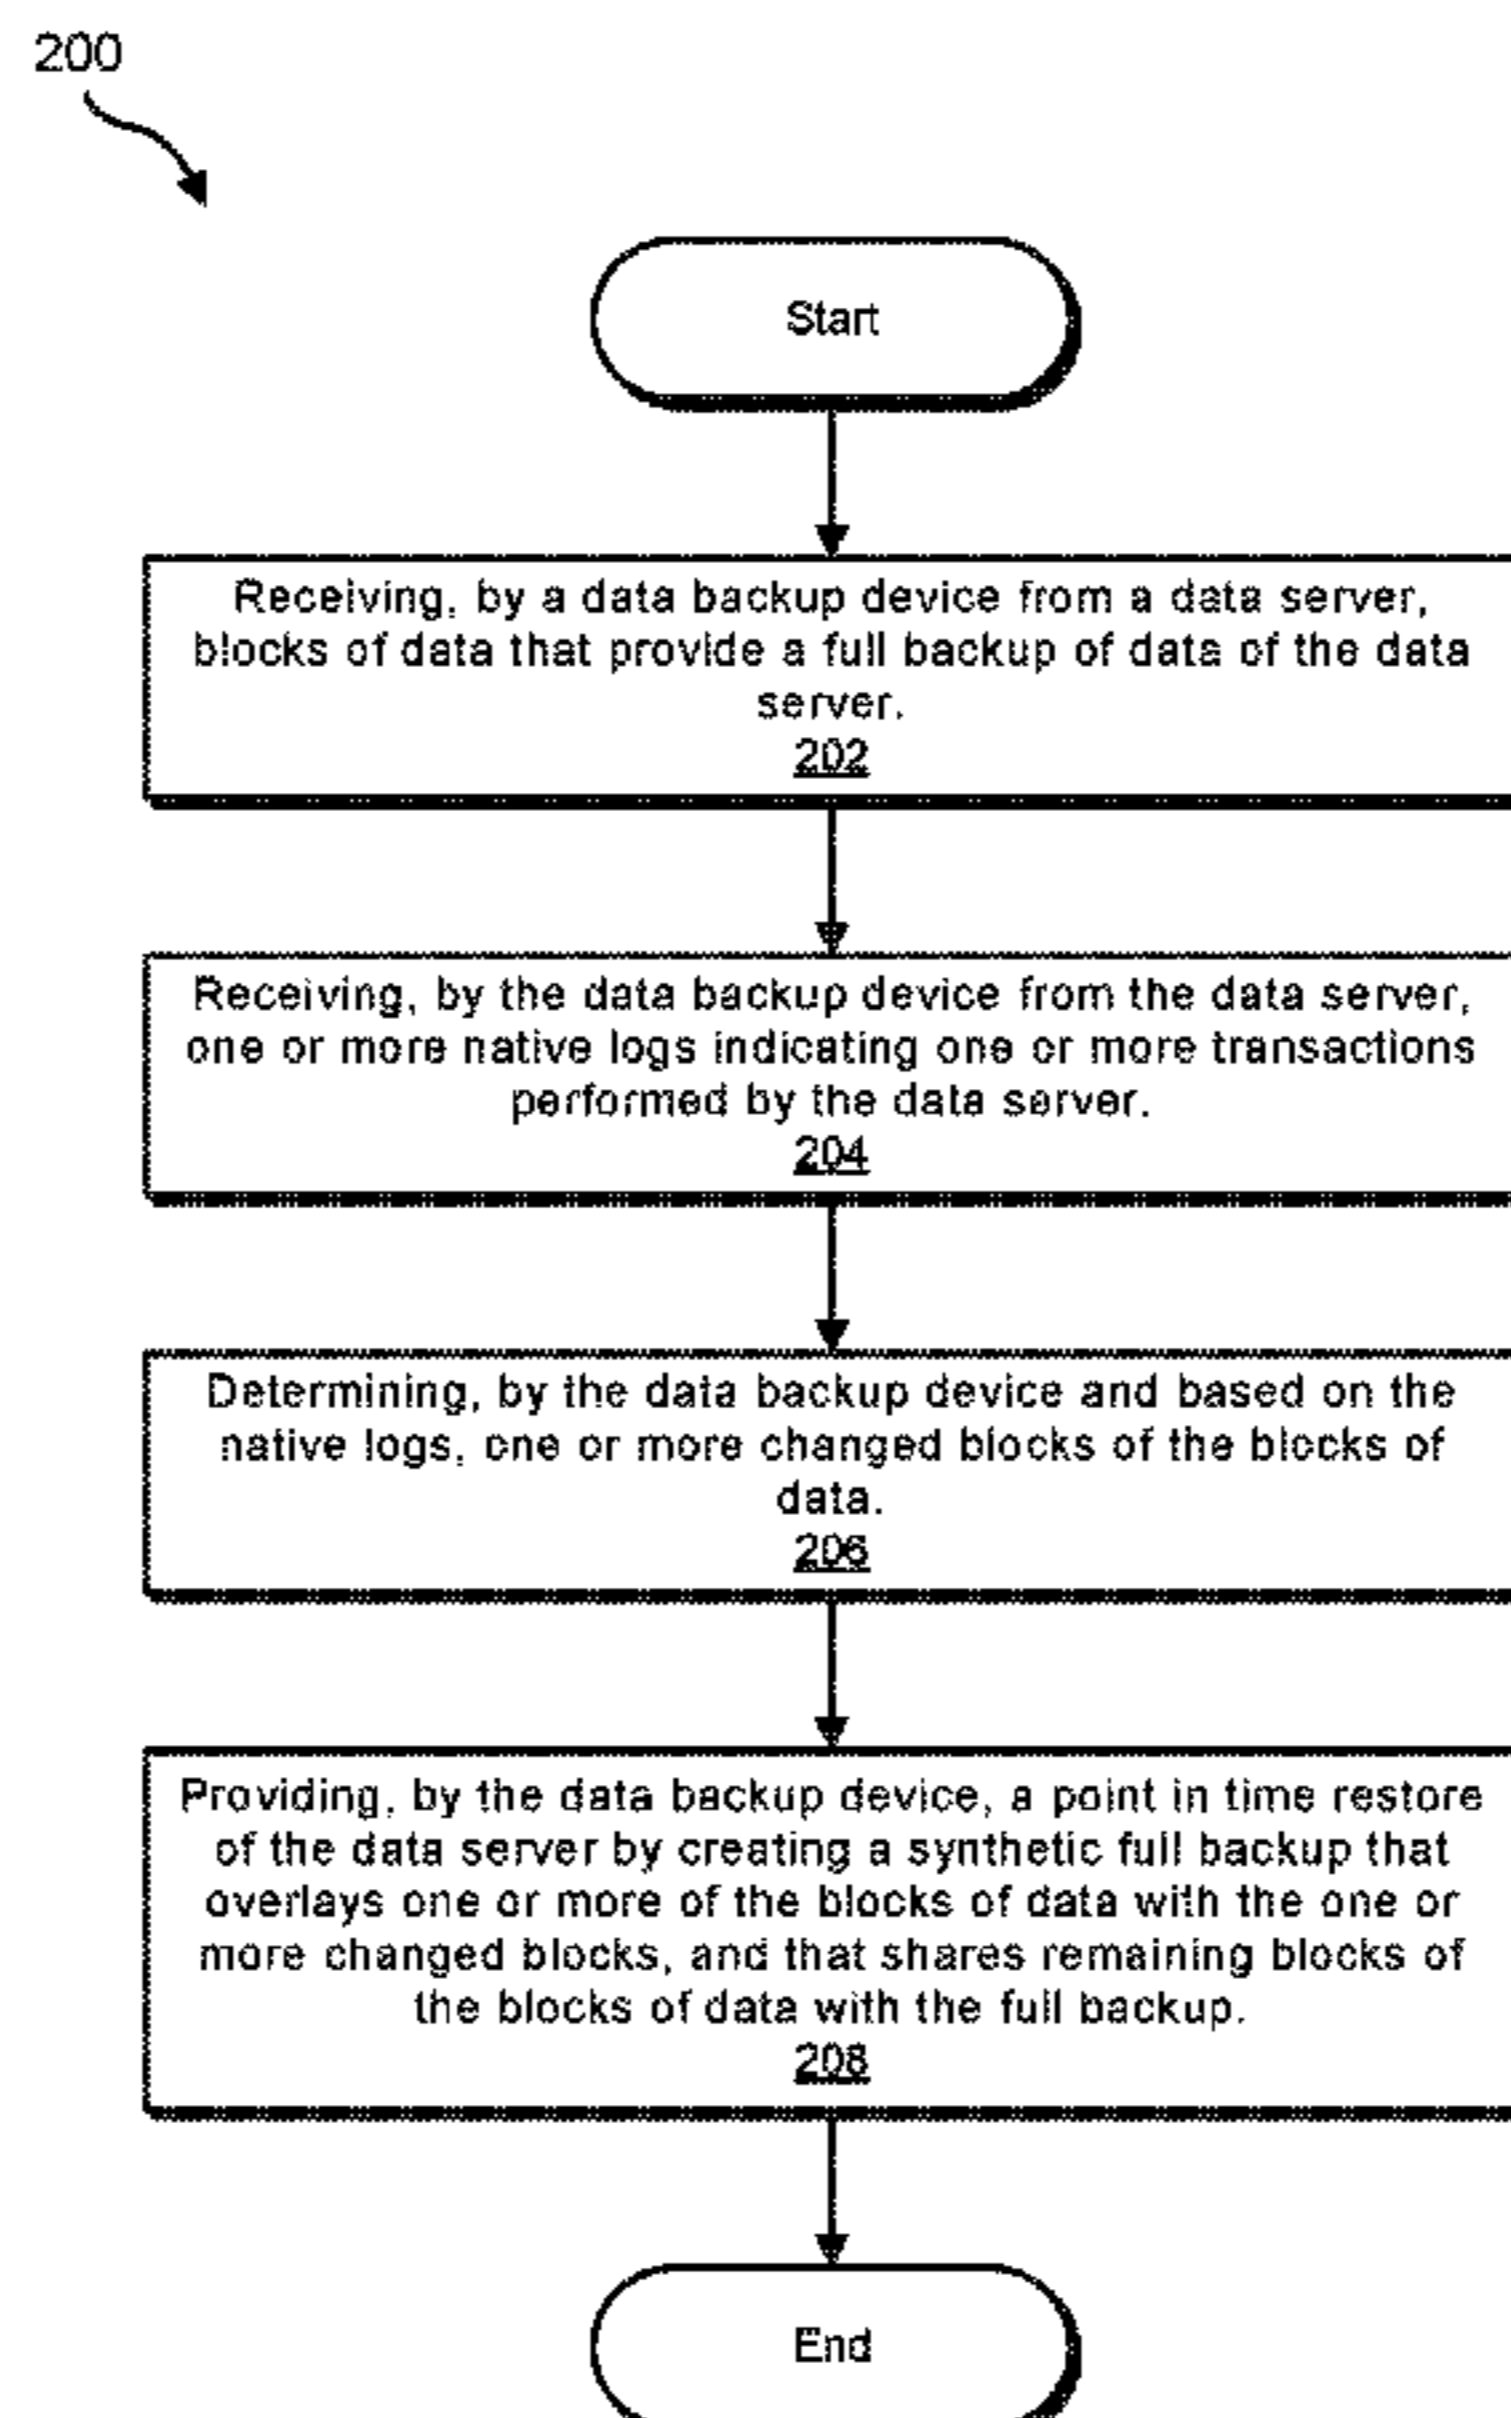 200
Start
Receiving, by a data backup device from a data server,
blocks of data that provide a full backup of data of the data
server.
202
Receiving, by the data backup device from the data server,
one or more native logs indicating one or more transactions
performed by the data server.
204
Determining, by the data backup device and based on the
native logs, one or more changed blocks of the blocks of
data.
206
Providing, by the data backup device, a point in time restore
of the data server by creating a synthetic full backup that
overlays one or more of the blocks of data with the one or
more changed blocks, and that shares remaining blocks of
the blocks of data with the full backup.
208
End